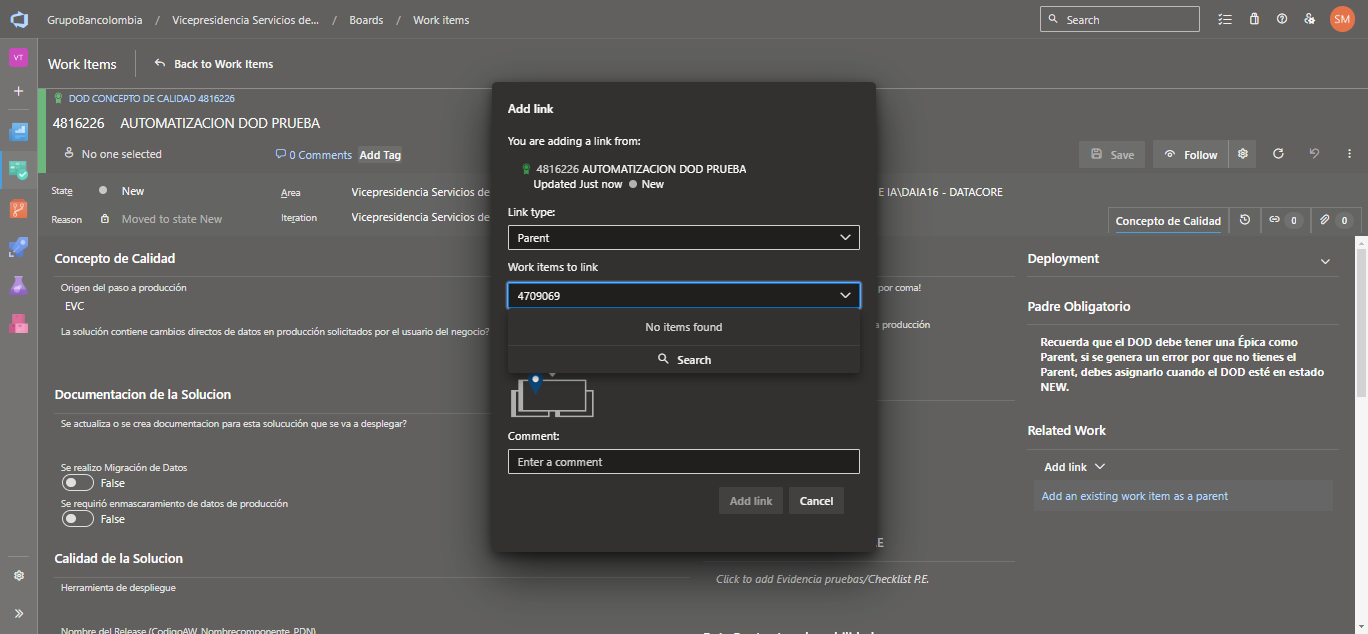 GrupoBancolombia / Vicepresidencia Servicios de... / Boards / Work items
Search
SM
VT
Work Items
Back to Work Items
DOD CONCEPTO DE CALIDAD 4816226
4816226 AUTOMATIZACION DOD PRUEBA
No one selected
0 Comments
Add Tag
Save
Follow
State
New
Area
Vicepresidencia Servicios de
E IA\DAIA16 - DATACORE
Reason
Moved to state New
Iteration
Vicepresidencia Servicios de
Concepto de Calidad
0
0
Concepto de Calidad
Origen del paso a producción
EVC
por coma!
La solución contiene cambios directos de datos en producción solicitados por el usuario del negocio?
a producción
Documentacion de la Solucion
Se actualiza o se crea documentacion para esta solucución que se va a desplegar?
Se realizo Migración de Datos
False
Se requirió enmascaramiento de datos de producción
False
Calidad de la Solucion
Herramienta de despliegue
Nombre del Release (CodigoAW_Nombrecomponente_PDN)
E
Click to add Evidencia pruebas/Checklist P.E.
Add link
You are adding a link from:
4816226 AUTOMATIZACION DOD PRUEBA
Updated Just now New
Link type:
Parent
Work items to link
4709069
No items found
Search
Comment:
Enter a comment
Add link
Cancel
Deployment
Padre Obligatorio
Recuerda que el DOD debe tener una Épica como
Parent, si se genera un error por que no tienes el
Parent, debes asignarlo cuando el DOD esté en estado
NEW.
Related Work
Add link
Add an existing work item as a parent